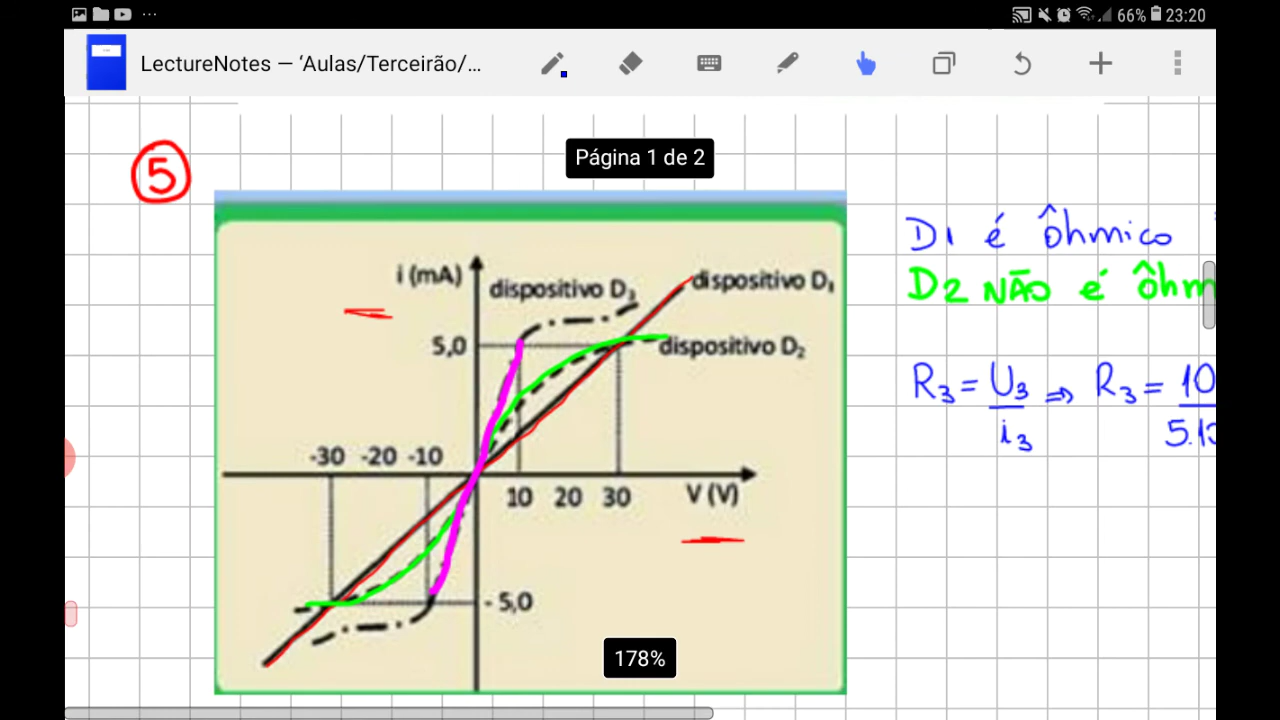 66% 23:20
LectureNotes — ‘Aulas/Terceirão/...
Página 1 de 2
5
i (mA)
dispositivo D₃
dispositivo D₁
5,0
dispositivo D₂
-30 -20 -10
10 20 30
V (V)
- 5,0
178%
D1 é ôhmico
D2 NÃO é ôhm
R₃ = U₃/i₃ ⇒ R₃ = 10